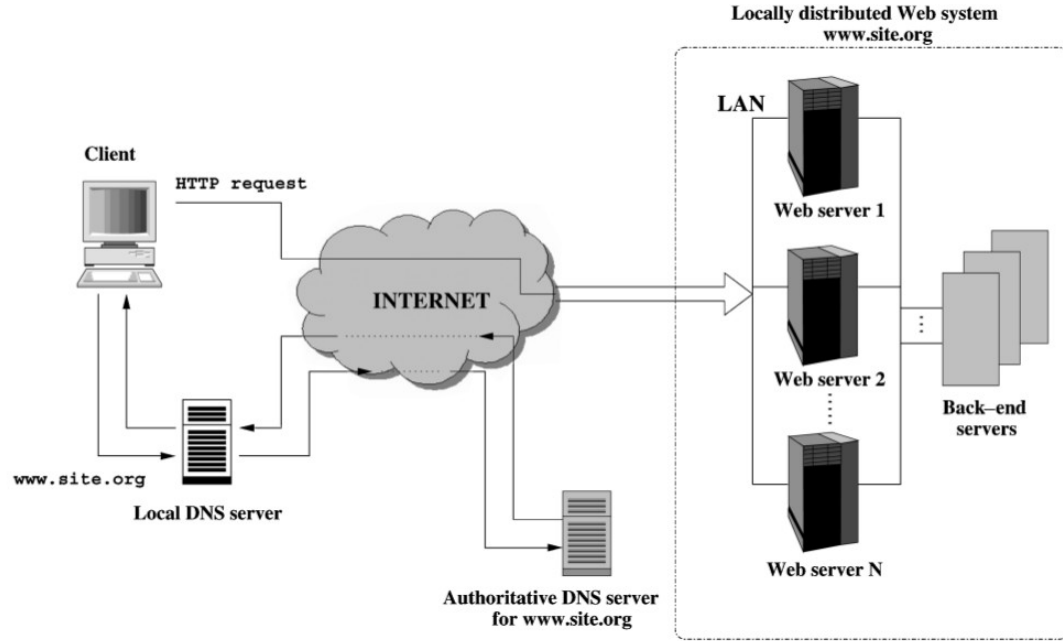 Locally distributed Web system
www.site.org
LAN
Client
HTTP request
Web server 1
INTERNET
Web server 2
Back–end
servers
www.site.org
Local DNS server
Web server N
Authoritative DNS server
for www.site.org